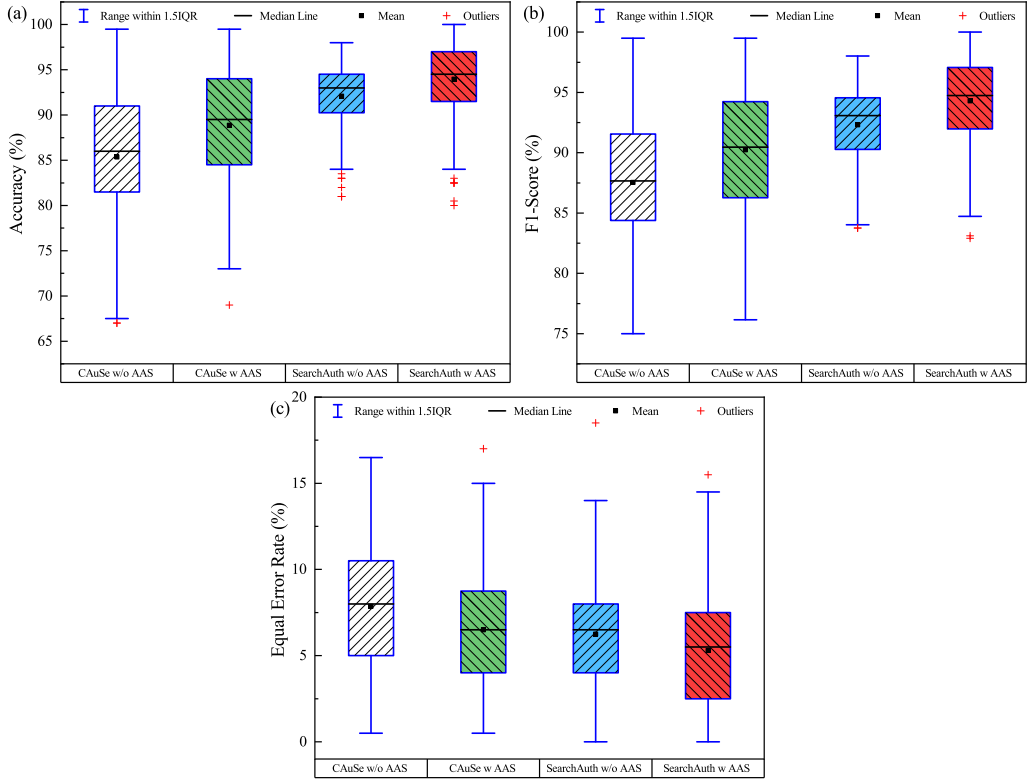 (a)
Range within 1.5IQR Median Line Mean Outliers
100
95
90
85
80
75
70
65
Accuracy (%)
CAuSe w/o AAS CAuSe w AAS SearchAuth w/o AAS SearchAuth w AAS
(b)
Range within 1.5IQR Median Line Mean Outliers
100
95
90
85
80
75
F1-Score (%)
CAuSe w/o AAS CAuSe w AAS SearchAuth w/o AAS SearchAuth w AAS
(c)
Range within 1.5IQR Median Line Mean Outliers
20
15
10
5
0
Equal Error Rate (%)
CAuSe w/o AAS CAuSe w AAS SearchAuth w/o AAS SearchAuth w AAS